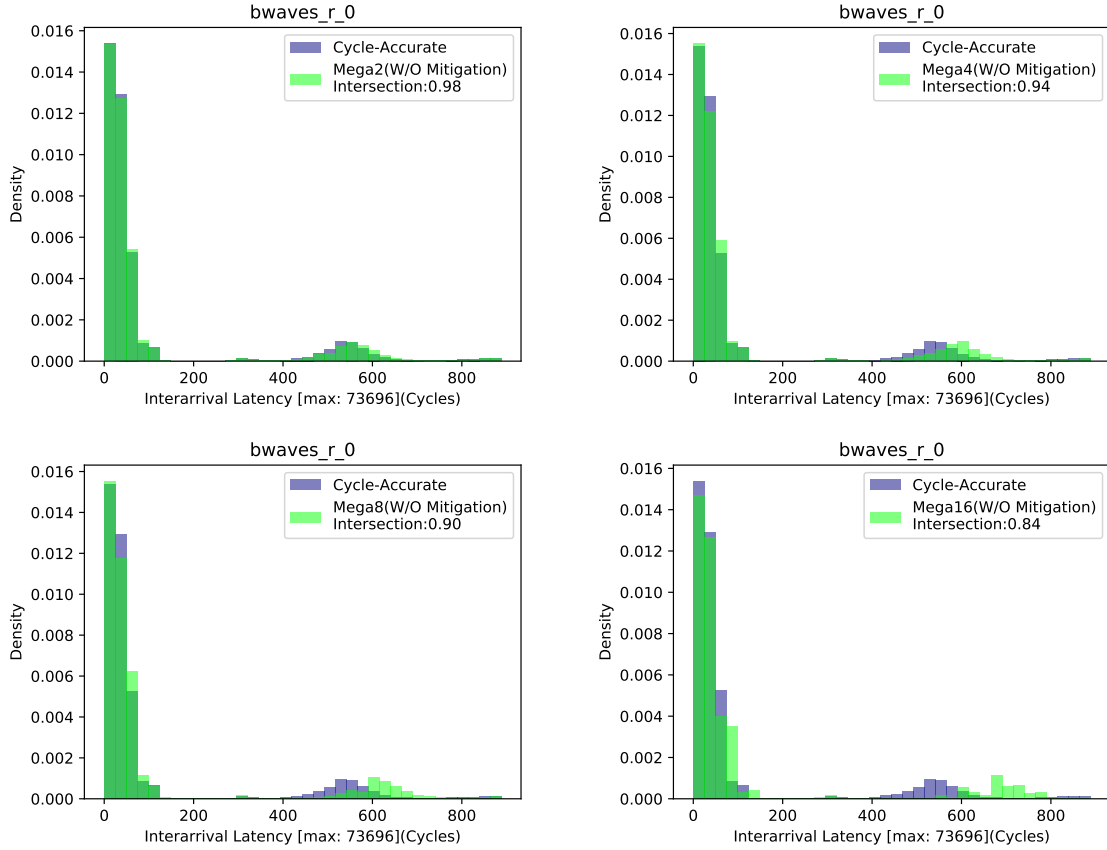 bwaves_r_0
0.016
0.014
0.012
0.010
0.008
0.006
0.004
0.002
0.000
Density
Cycle-Accurate
Mega2(W/O Mitigation)
Intersection:0.98
0 200 400 600 800
Interarrival Latency [max: 73696](Cycles)
bwaves_r_0
0.016
0.014
0.012
0.010
0.008
0.006
0.004
0.002
0.000
Density
Cycle-Accurate
Mega4(W/O Mitigation)
Intersection:0.94
0 200 400 600 800
Interarrival Latency [max: 73696](Cycles)
bwaves_r_0
0.016
0.014
0.012
0.010
0.008
0.006
0.004
0.002
0.000
Density
Cycle-Accurate
Mega8(W/O Mitigation)
Intersection:0.90
0 200 400 600 800
Interarrival Latency [max: 73696](Cycles)
bwaves_r_0
0.016
0.014
0.012
0.010
0.008
0.006
0.004
0.002
0.000
Density
Cycle-Accurate
Mega16(W/O Mitigation)
Intersection:0.84
0 200 400 600 800
Interarrival Latency [max: 73696](Cycles)